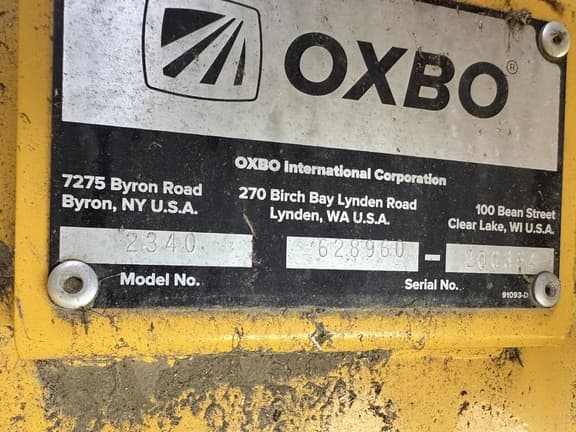 OXBO®
OXBO International Corporation
7275 Byron Road
Byron, NY U.S.A.
270 Birch Bay Lynden Road
Lynden, WA U.S.A.
100 Bean Street
Clear Lake, WI U.S.A.
2340
628960 -
Model No.
Serial No.
91093-D